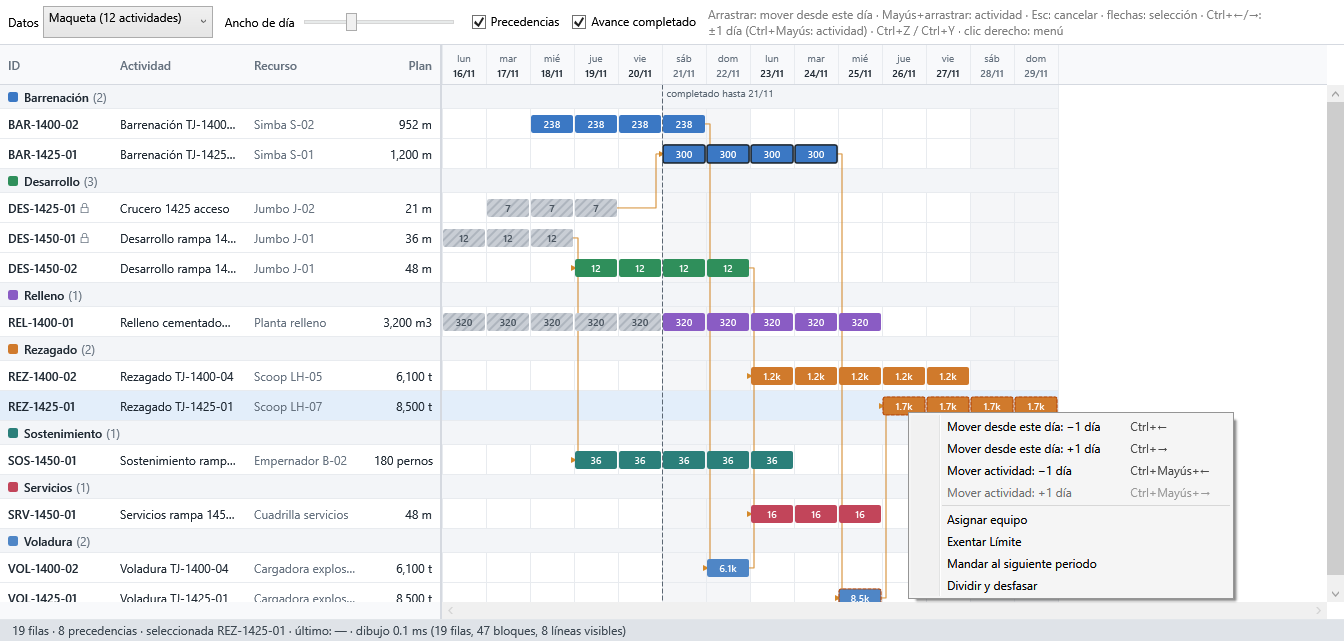 Datos Maqueta (12 actividades) Ancho de día Precedencias Avance completado
Arrastrar: mover desde este día · Mayús+arrastrar: actividad · Esc: cancelar · flechas: selección · Ctrl+←/→:
±1 día (Ctrl+Mayús: actividad) · Ctrl+Z / Ctrl+Y · clic derecho: menú
ID Actividad Recurso Plan
lun mar mié jue vie sáb dom lun mar mié jue vie sáb dom
16/11 17/11 18/11 19/11 20/11 21/11 22/11 23/11 24/11 25/11 26/11 27/11 28/11 29/11
Barrenación (2) completado hasta 21/11
BAR-1400-02 Barrenación TJ-1400... Simba S-02 952 m 238 238 238 238
BAR-1425-01 Barrenación TJ-1425... Simba S-01 1,200 m 300 300 300 300
Desarrollo (3)
DES-1425-01 Crucero 1425 acceso Jumbo J-02 21 m 7 7 7
DES-1450-01 Desarrollo rampa 14... Jumbo J-01 36 m 12 12 12
DES-1450-02 Desarrollo rampa 14... Jumbo J-01 48 m 12 12 12 12
Relleno (1)
REL-1400-01 Relleno cementado... Planta relleno 3,200 m3 320 320 320 320 320 320 320 320 320 320
Rezagado (2)
REZ-1400-02 Rezagado TJ-1400-04 Scoop LH-05 6,100 t 1.2k 1.2k 1.2k 1.2k 1.2k
REZ-1425-01 Rezagado TJ-1425-01 Scoop LH-07 8,500 t 1.7k 1.7k 1.7k 1.7k
Mover desde este día: −1 día Ctrl+←
Mover desde este día: +1 día Ctrl+→
Mover actividad: −1 día Ctrl+Mayús+←
Mover actividad: +1 día Ctrl+Mayús+→
Asignar equipo
Exentar Límite
Mandar al siguiente periodo
Dividir y desfasar
Sostenimiento (1)
SOS-1450-01 Sostenimiento ramp... Empernador B-02 180 pernos 36 36 36 36 36
Servicios (1)
SRV-1450-01 Servicios rampa 145... Cuadrilla servicios 48 m 16 16 16
Voladura (2)
VOL-1400-02 Voladura TJ-1400-04 Cargadora explos... 6,100 t 6.1k
VOL-1425-01 Voladura TJ-1425-01 Cargadora explos... 8,500 t 8.5k
19 filas · 8 precedencias · seleccionada REZ-1425-01 · último: — · dibujo 0.1 ms (19 filas, 47 bloques, 8 líneas visibles)